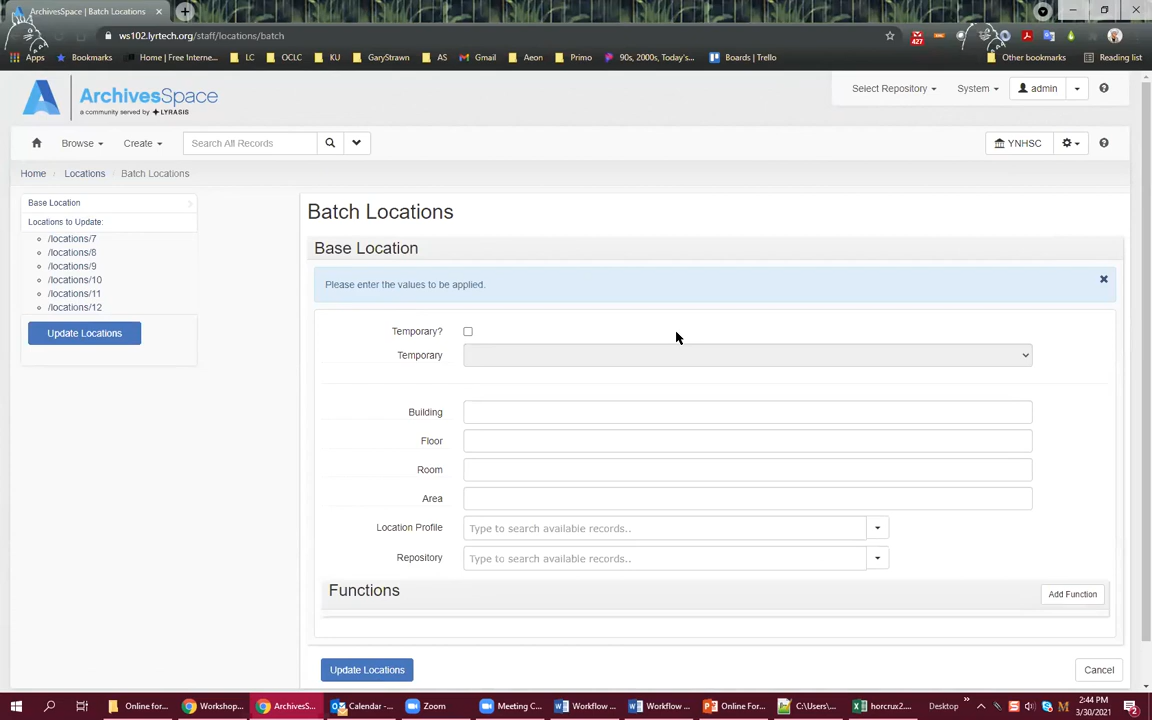 ArchivesSpace | Batch Locations
ws102.lyrtech.org/staff/locations/batch
427
Apps Bookmarks Home | Free Interne... LC OCLC KU GaryStrawn AS Gmail Aeon Primo 90s, 2000s, Today's... Boards | Trello Other bookmarks Reading list
ArchivesSpace
a community served by LYRASIS
Select Repository System admin
Browse Create Search All Records YNHSC
Home / Locations / Batch Locations
Base Location
Locations to Update:
/locations/7
/locations/8
/locations/9
/locations/10
/locations/11
/locations/12
Update Locations
Batch Locations
Base Location
Please enter the values to be applied.
Temporary?
Temporary
Building
Floor
Room
Area
Location Profile Type to search available records..
Repository Type to search available records..
Functions Add Function
Update Locations Cancel
Online for... Workshop... ArchivesS... Calendar -... Zoom Meeting C... Workflow ... Workflow ... Online For... C:\Users\... horcrux2.... Desktop » 2:44 PM
3/30/2021 2